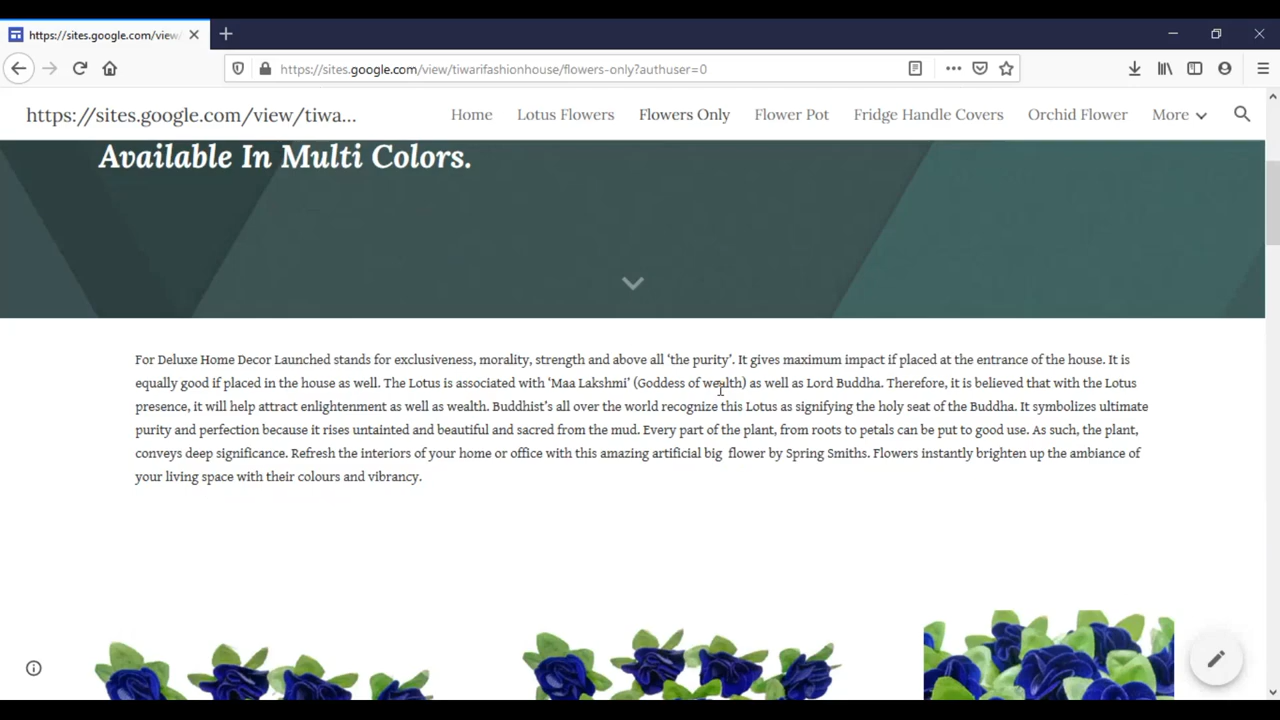 https://sites.google.com/view/
https://sites.google.com/view/tiwarifashionhouse/flowers-only?authuser=0
https://sites.google.com/view/tiwa... Home Lotus Flowers Flowers Only Flower Pot Fridge Handle Covers Orchid Flower More
Available In Multi Colors.
For Deluxe Home Decor Launched stands for exclusiveness, morality, strength and above all ‘the purity’. It gives maximum impact if placed at the entrance of the house. It is
equally good if placed in the house as well. The Lotus is associated with ‘Maa Lakshmi’ (Goddess of wealth) as well as Lord Buddha. Therefore, it is believed that with the Lotus
presence, it will help attract enlightenment as well as wealth. Buddhist’s all over the world recognize this Lotus as signifying the holy seat of the Buddha. It symbolizes ultimate
purity and perfection because it rises untainted and beautiful and sacred from the mud. Every part of the plant, from roots to petals can be put to good use. As such, the plant,
conveys deep significance. Refresh the interiors of your home or office with this amazing artificial big flower by Spring Smiths. Flowers instantly brighten up the ambiance of
your living space with their colours and vibrancy.